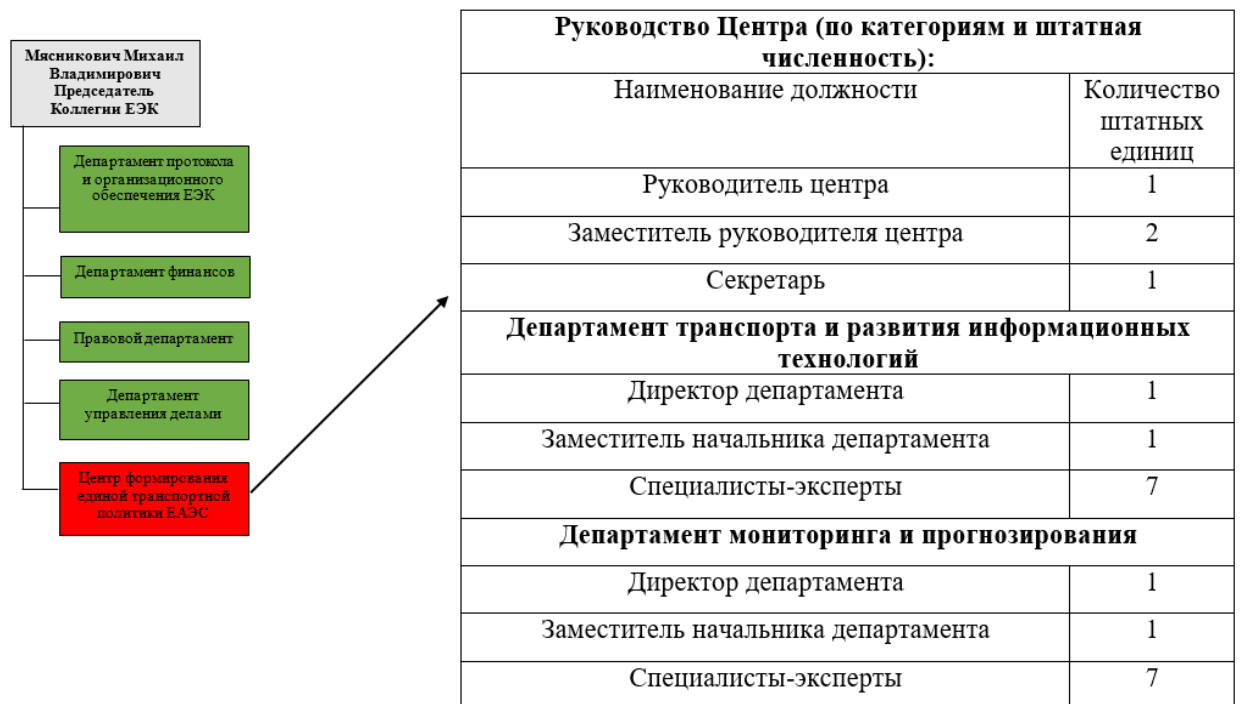 Мясникович Михаил
Владимирович
Председатель
Коллегии ЕЭК
Департамент протокола
и организационного
обеспечения ЕЭК
Департамент финансов
Правовой департамент
Департамент
управления делами
Центр формирования
единой транспортной
политики ЕАЭС
Руководство Центра (по категориям и штатная
численность):
Наименование должности
Количество
штатных
единиц
Руководитель центра 1
Заместитель руководителя центра 2
Секретарь 1
Департамент транспорта и развития информационных
технологий
Директор департамента 1
Заместитель начальника департамента 1
Специалисты-эксперты 7
Департамент мониторинга и прогнозирования
Директор департамента 1
Заместитель начальника департамента 1
Специалисты-эксперты 7